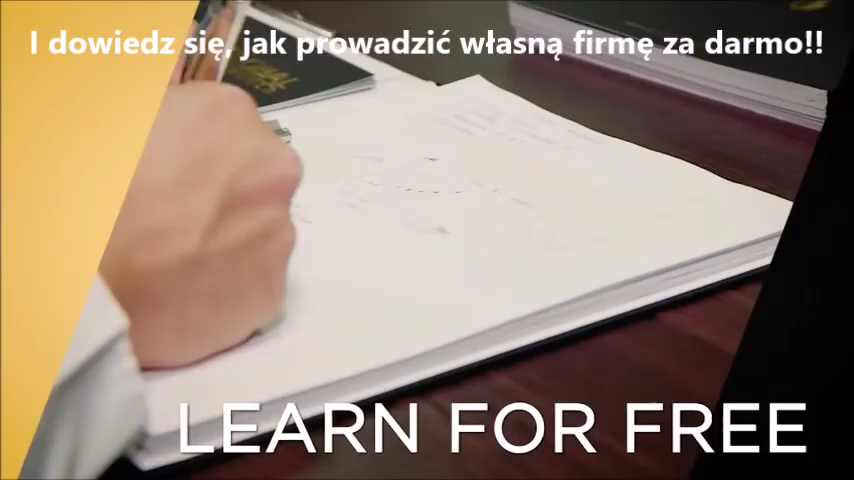 I dowiedz się, jak prowadzić własną firmę za darmo!!
LEARN FOR FREE